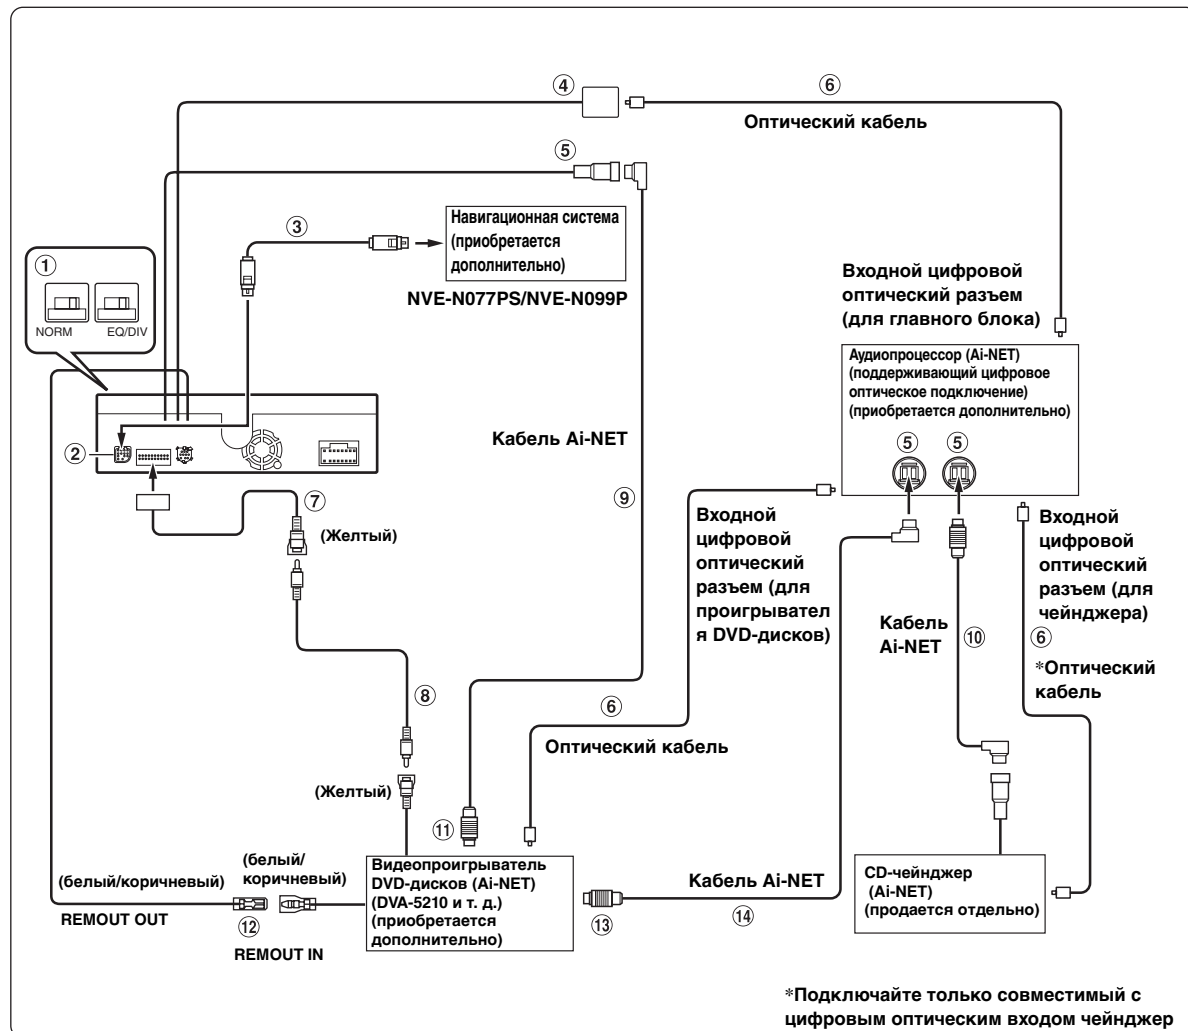 ④
⑥
Оптический кабель
⑤
③
Навигационная система
(приобретается
дополнительно)
NVE-N077PS/NVE-N099P
①
NORM
EQ/DIV
②
Входной цифровой
оптический разъем
(для главного блока)
Аудиопроцессор (Ai-NET)
(поддерживающий цифровое
оптическое подключение)
(приобретается дополнительно)
⑤
⑤
Кабель Ai-NET
⑨
⑦
(Желтый)
Входной
цифровой
оптический
разъем (для
проигрывател
я DVD-дисков)
Входной
цифровой
оптический
разъем (для
чейнджера)
Кабель
Ai-NET
⑩
⑥
*Оптический
кабель
⑧
⑥
Оптический кабель
(Желтый)
⑪
Видеопроигрыватель
DVD-дисков (Ai-NET)
(DVA-5210 и т. д.)
(приобретается
дополнительно)
(белый/коричневый)
REMOUT OUT
(белый/
коричневый)
⑫
REMOUT IN
⑬
Кабель Ai-NET
⑭
CD-чейнджер
(Ai-NET)
(продается отдельно)
*Подключайте только совместимый с
цифровым оптическим входом чейнджер